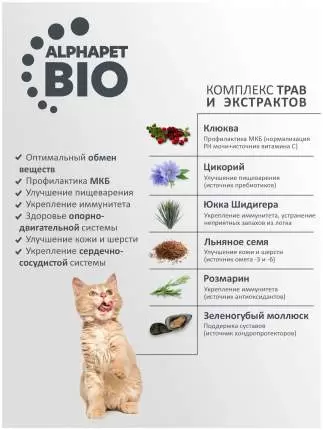 ALPHAPET
BIO
КОМПЛЕКС ТРАВ
И ЭКСТРАКТОВ
✓ Оптимальный обмен
веществ
✓ Профилактика МКБ
✓ Улучшение пищеварения
✓ Укрепление иммунитета
✓ Здоровье опорно-
двигательной системы
✓ Улучшение кожи и шерсти
✓ Укрепление сердечно-
сосудистой системы
Клюква
Профилактика МКБ (нормализация
PH мочи+источник витамина С)
Цикорий
Улучшение пищеварения
(источник пребиотиков)
Юкка Шидигера
Укрепление иммунитета, устранение
неприятных запахов из лотка
Льняное семя
Улучшение кожи и шерсти
(источник омега -3 и -6)
Розмарин
Укрепление иммунитета
(источник антиоксидантов)
Зеленогубый моллюск
Поддержка суставов
(источник хондропротекторов)